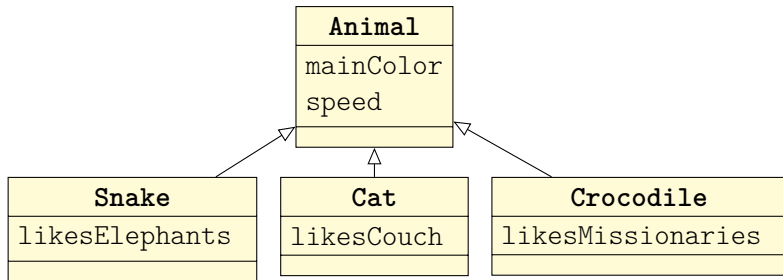 Animal
mainColor
speed
Snake
likesElephants
Cat
likesCouch
Crocodile
likesMissionaries